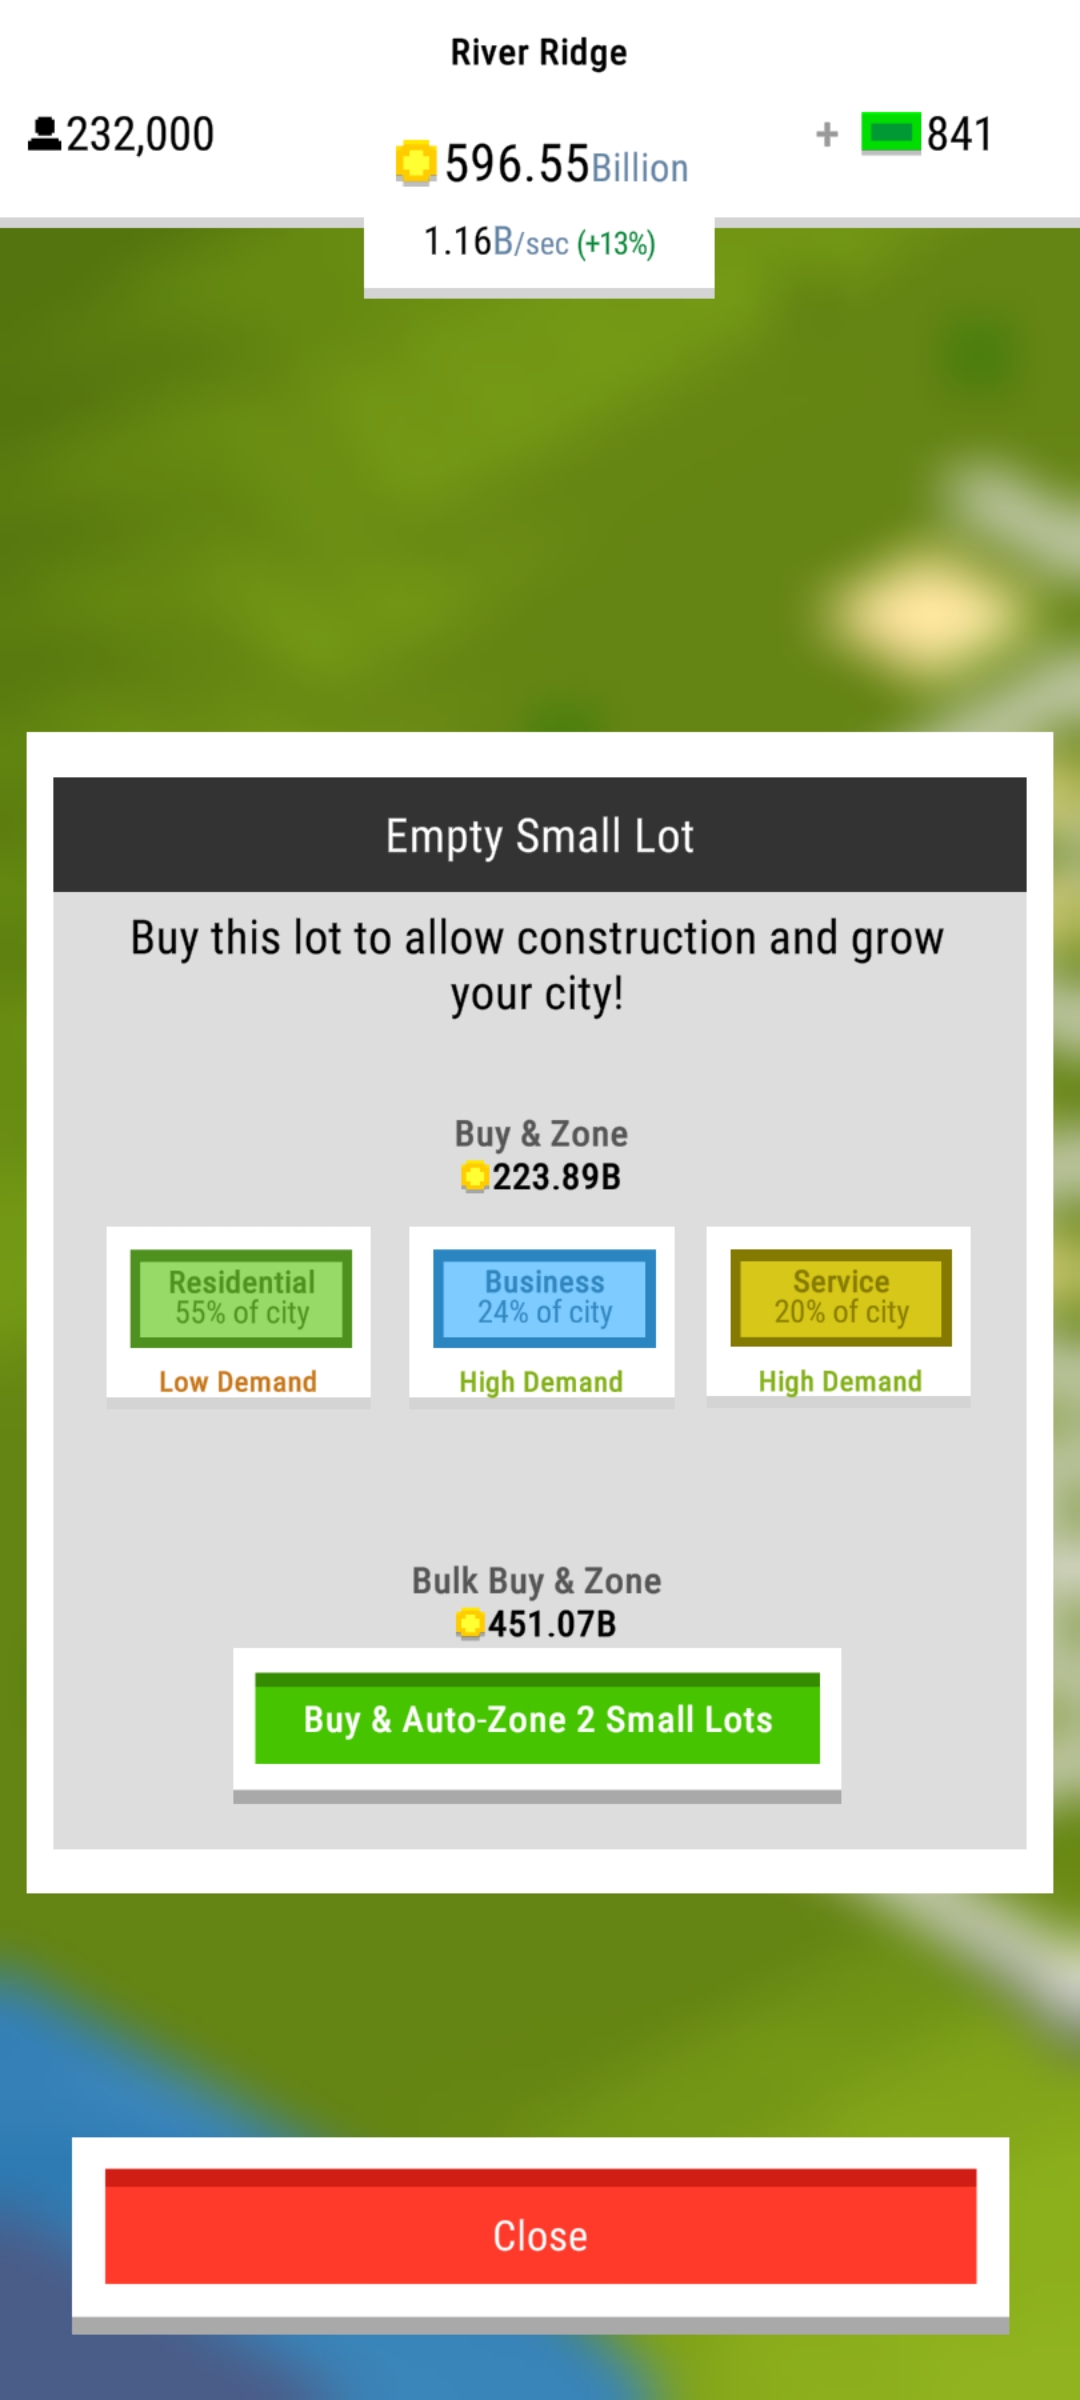 River Ridge
232,000
596.55Billion
+ 841
1.16B/sec (+13%)
Empty Small Lot
Buy this lot to allow construction and grow
your city!
Buy & Zone
223.89B
Residential
55% of city
Low Demand
Business
24% of city
High Demand
Service
20% of city
High Demand
Bulk Buy & Zone
451.07B
Buy & Auto-Zone 2 Small Lots
Close